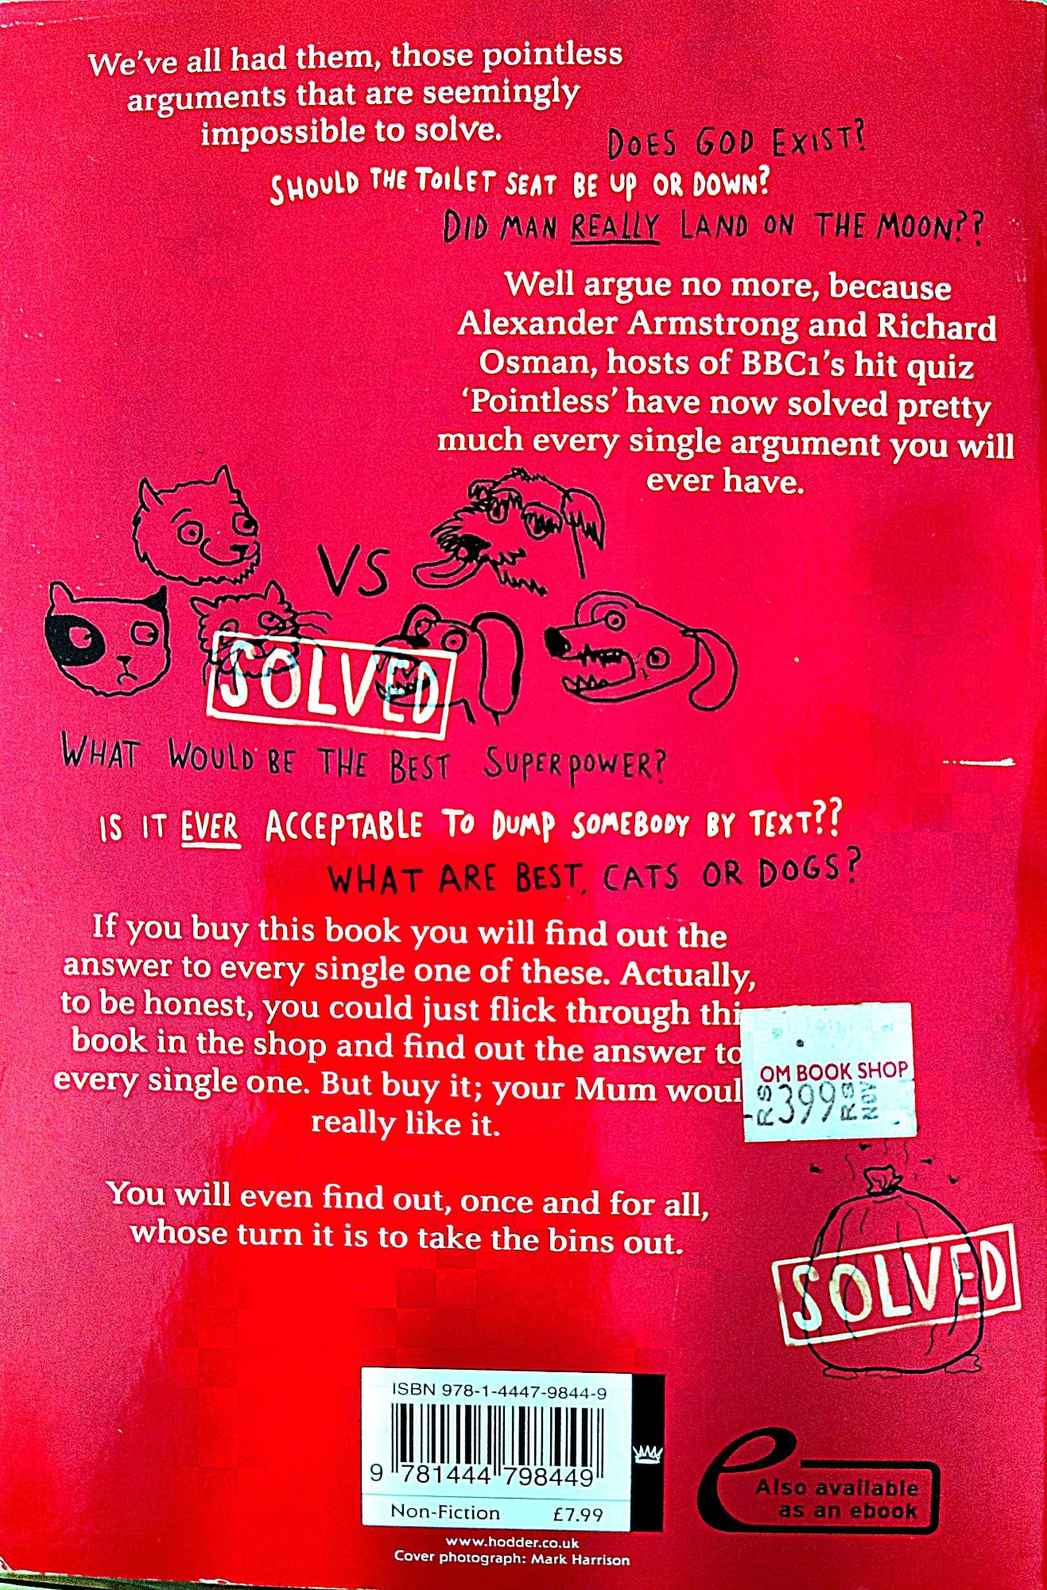 We've all had them, those pointless
arguments that are seemingly
impossible to solve.
DOES GOD EXIST?
SHOULD THE TOILET SEAT BE UP OR DOWN?
DID MAN REALLY LAND ON THE MOON??
Well argue no more, because
Alexander Armstrong and Richard
Osman, hosts of BBC1's hit quiz
'Pointless' have now solved pretty
much every single argument you will
ever have.
VS
SOLVED
WHAT WOULD BE THE BEST SUPERPOWER?
IS IT EVER ACCEPTABLE TO DUMP SOMEBODY BY TEXT??
WHAT ARE BEST, CATS OR DOGS?
If you buy this book you will find out the
answer to every single one of these. Actually,
to be honest, you could just flick through thi
book in the shop and find out the answer to
every single one. But buy it; your Mum woul
really like it.
OM BOOK SHOP
RS 399 RS NOV
You will even find out, once and for all,
whose turn it is to take the bins out.
SOLVED
ISBN 978-1-4447-9844-9
9 781444 798449
Non-Fiction £7.99
www.hodder.co.uk
Cover photograph: Mark Harrison
e Also available
as an ebook